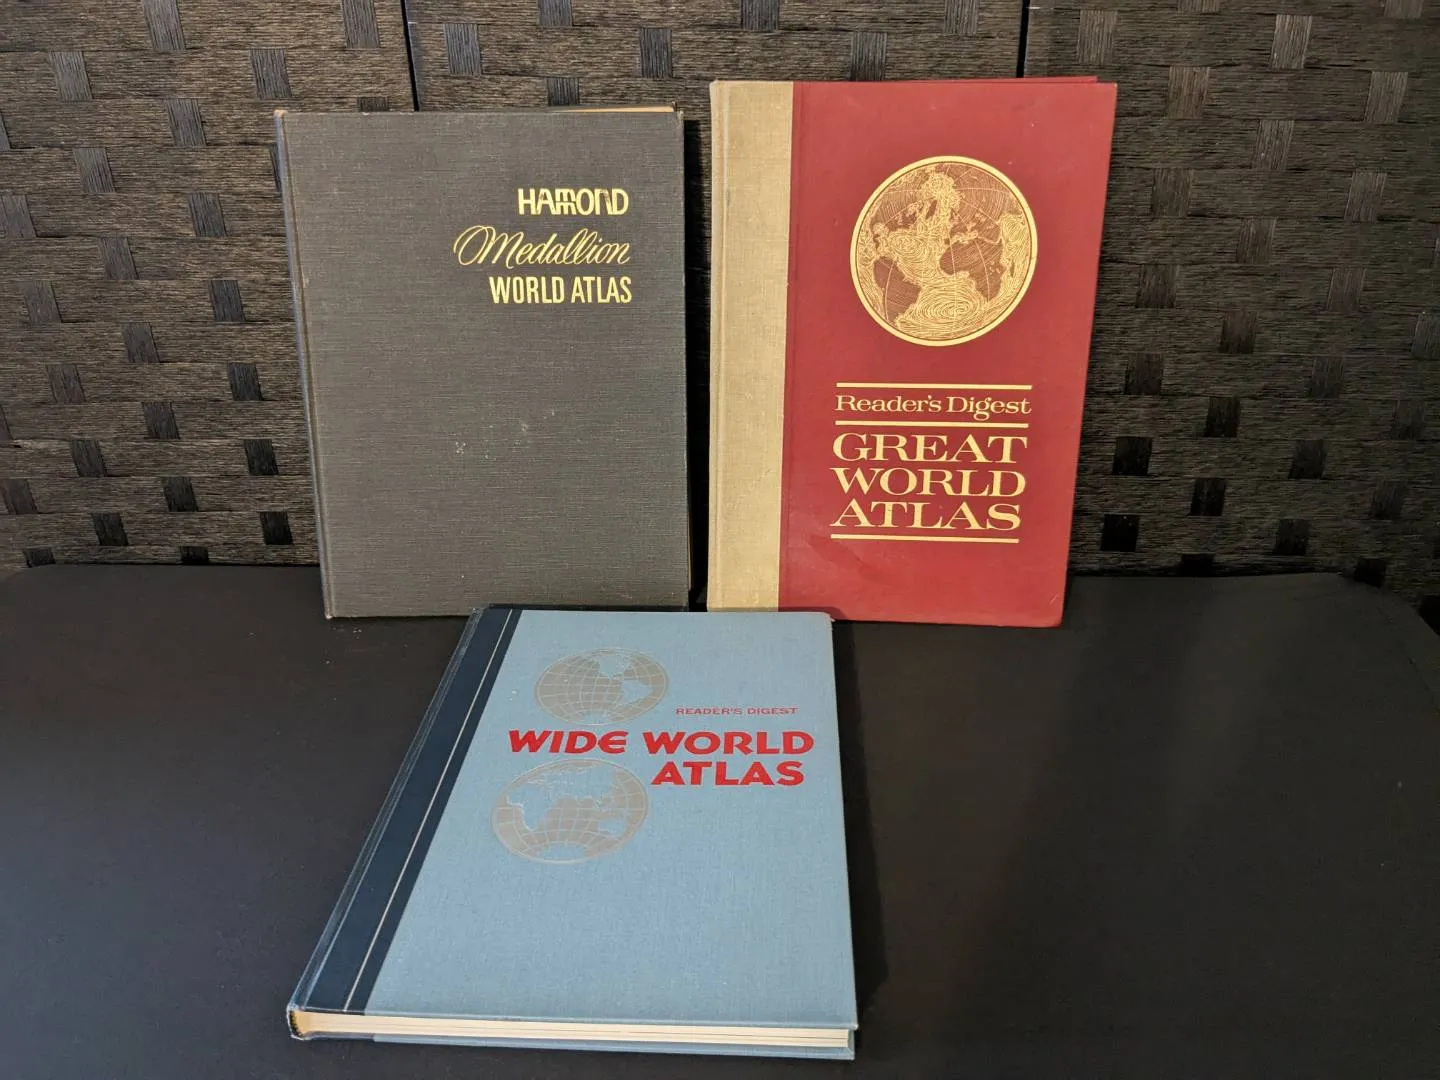 HAMMOND
Medallion
WORLD ATLAS
Reader's Digest
GREAT
WORLD
ATLAS
READER'S DIGEST
WIDE WORLD
ATLAS